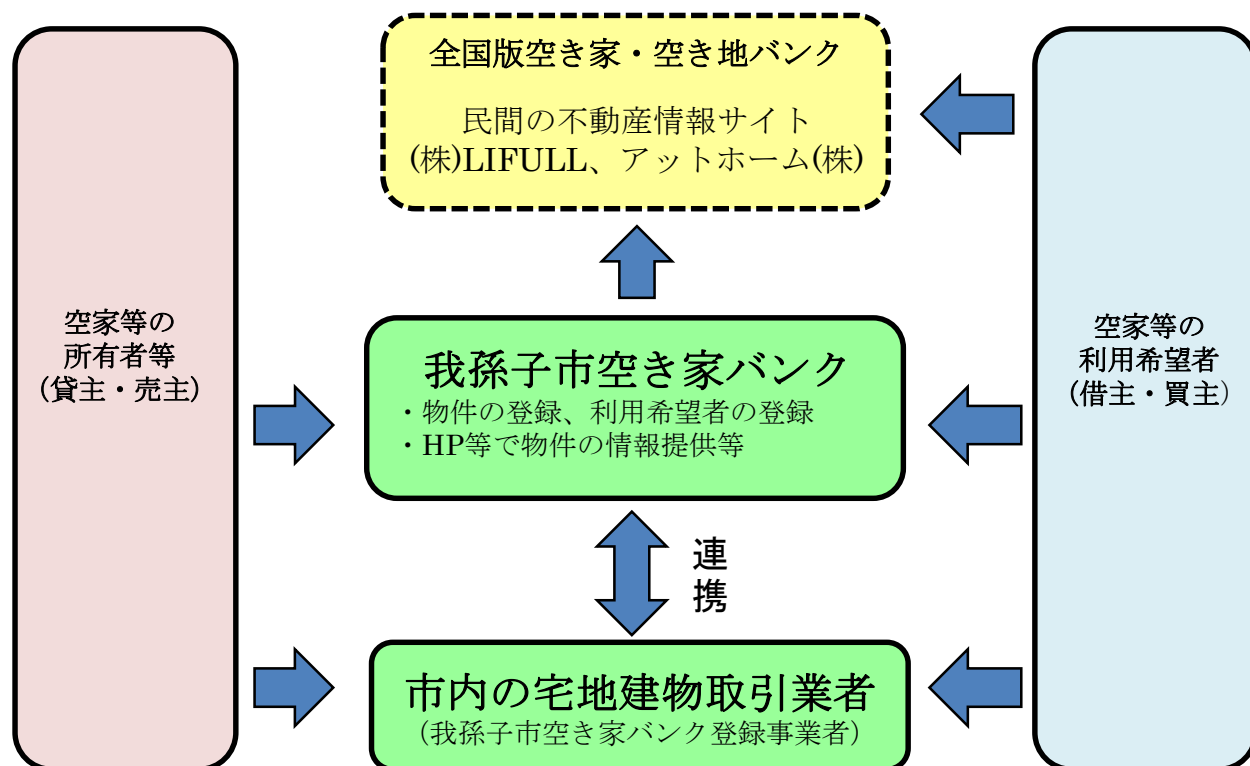 全国版空き家・空き地バンク
民間の不動産情報サイト
(株)LIFULL、アットホーム(株)
空家等の
所有者等
(貸主・売主)
我孫子市空き家バンク
・物件の登録、利用希望者の登録
・HP等で物件の情報提供等
空家等の
利用希望者
(借主・買主)
連
携
市内の宅地建物取引業者
(我孫子市空き家バンク登録事業者)